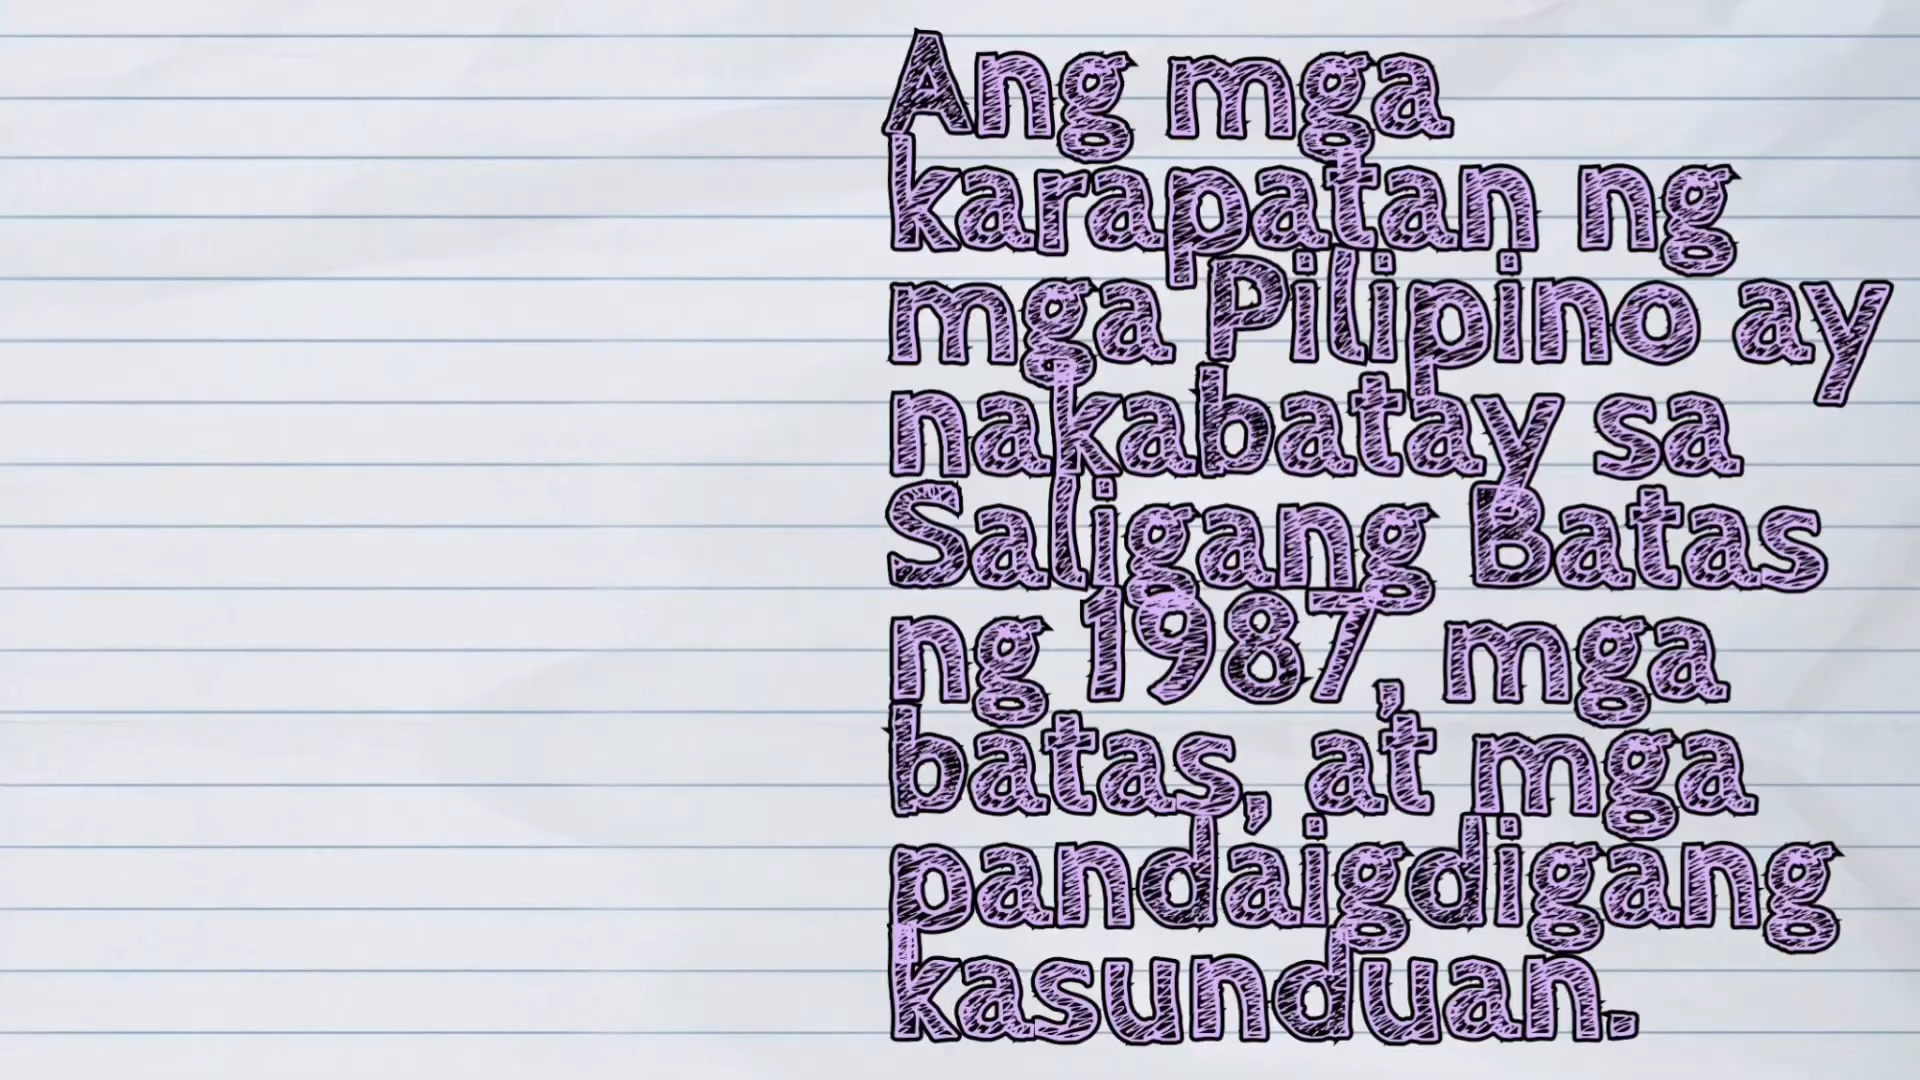 Ang mga
karapatan ng
mga Pilipino ay
nakabatay sa
Saligang Batas
ng 1987, mga
batas, at mga
pandaigdigang
kasunduan.